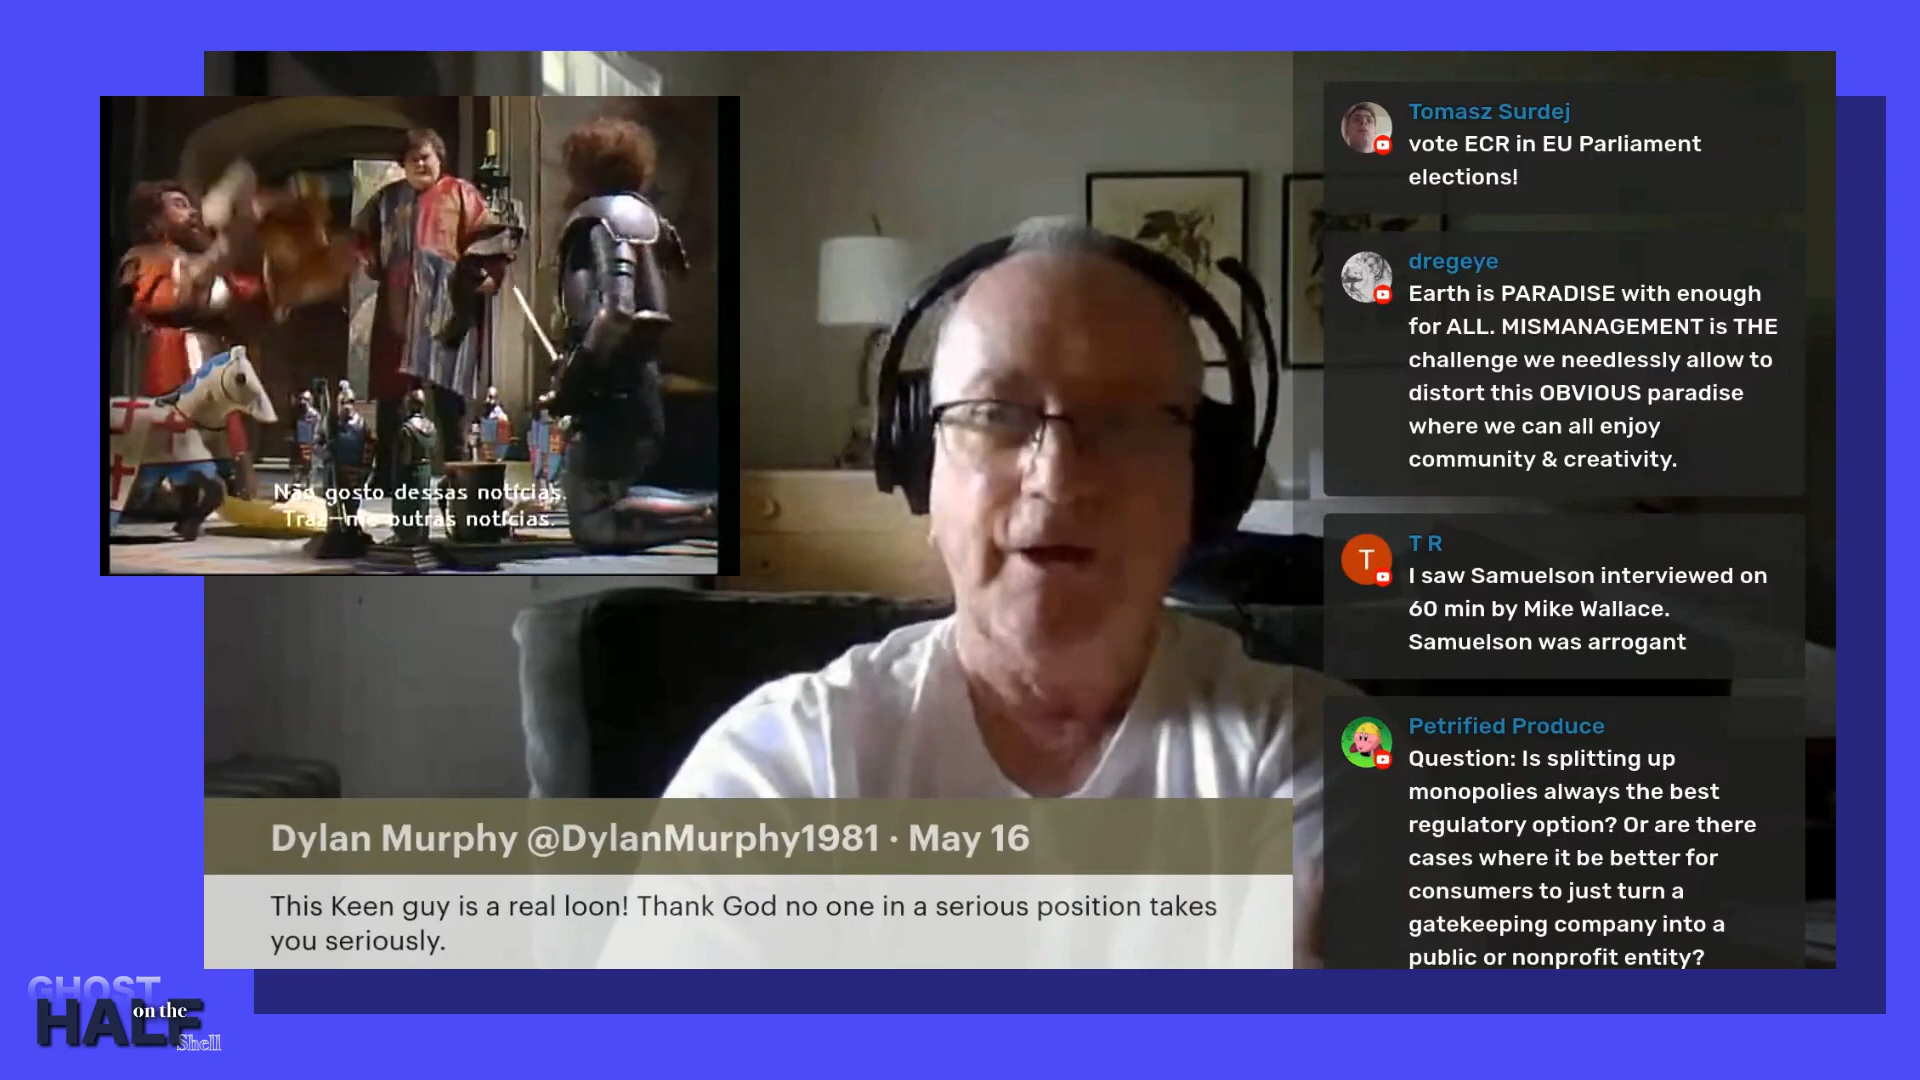 Não gosto dessas notícias.
Traz-me outras notícias.
Tomasz Surdej
vote ECR in EU Parliament
elections!
dregeye
Earth is PARADISE with enough
for ALL. MISMANAGEMENT is THE
challenge we needlessly allow to
distort this OBVIOUS paradise
where we can all enjoy
community & creativity.
T
T R
I saw Samuelson interviewed on
60 min by Mike Wallace.
Samuelson was arrogant
Petrified Produce
Question: Is splitting up
monopolies always the best
regulatory option? Or are there
cases where it be better for
consumers to just turn a
gatekeeping company into a
public or nonprofit entity?
Dylan Murphy @DylanMurphy1981 · May 16
This Keen guy is a real loon! Thank God no one in a serious position takes
you seriously.
GHOST
on the
HALF
Shell